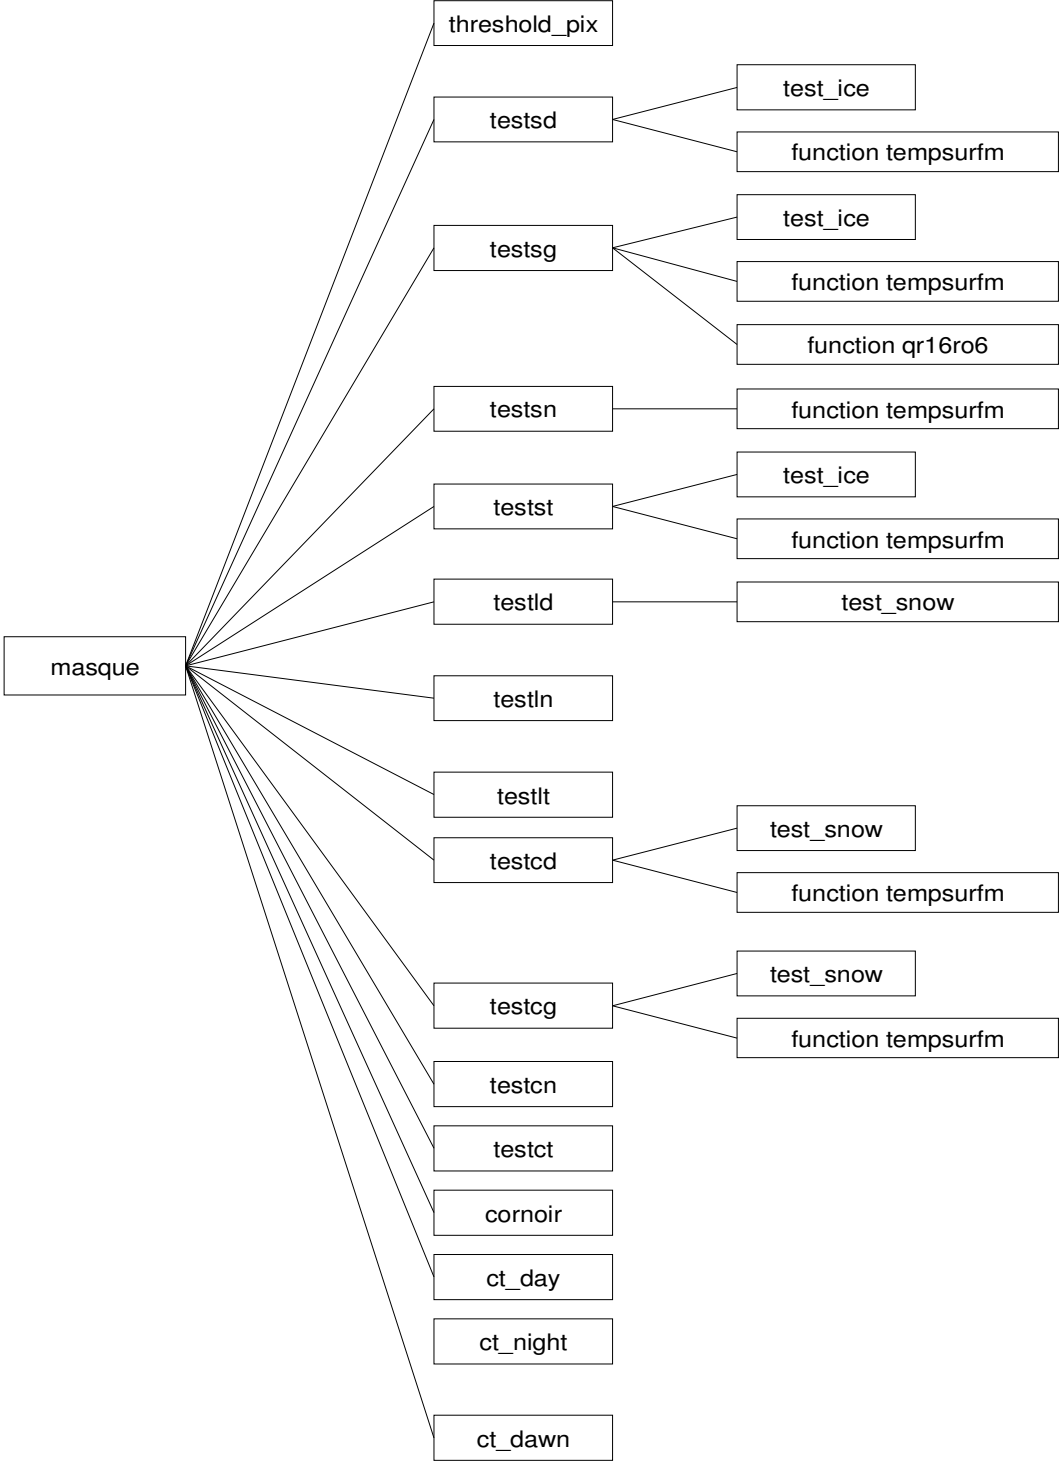 threshold_pix
test_ice
testsd
function tempsurfm
test_ice
testsg
function tempsurfm
function qr16ro6
testsn
function tempsurfm
test_ice
testst
function tempsurfm
testld
test_snow
masque
testln
testlt
test_snow
testcd
function tempsurfm
test_snow
testcg
function tempsurfm
testcn
testct
cornoir
ct_day
ct_night
ct_dawn